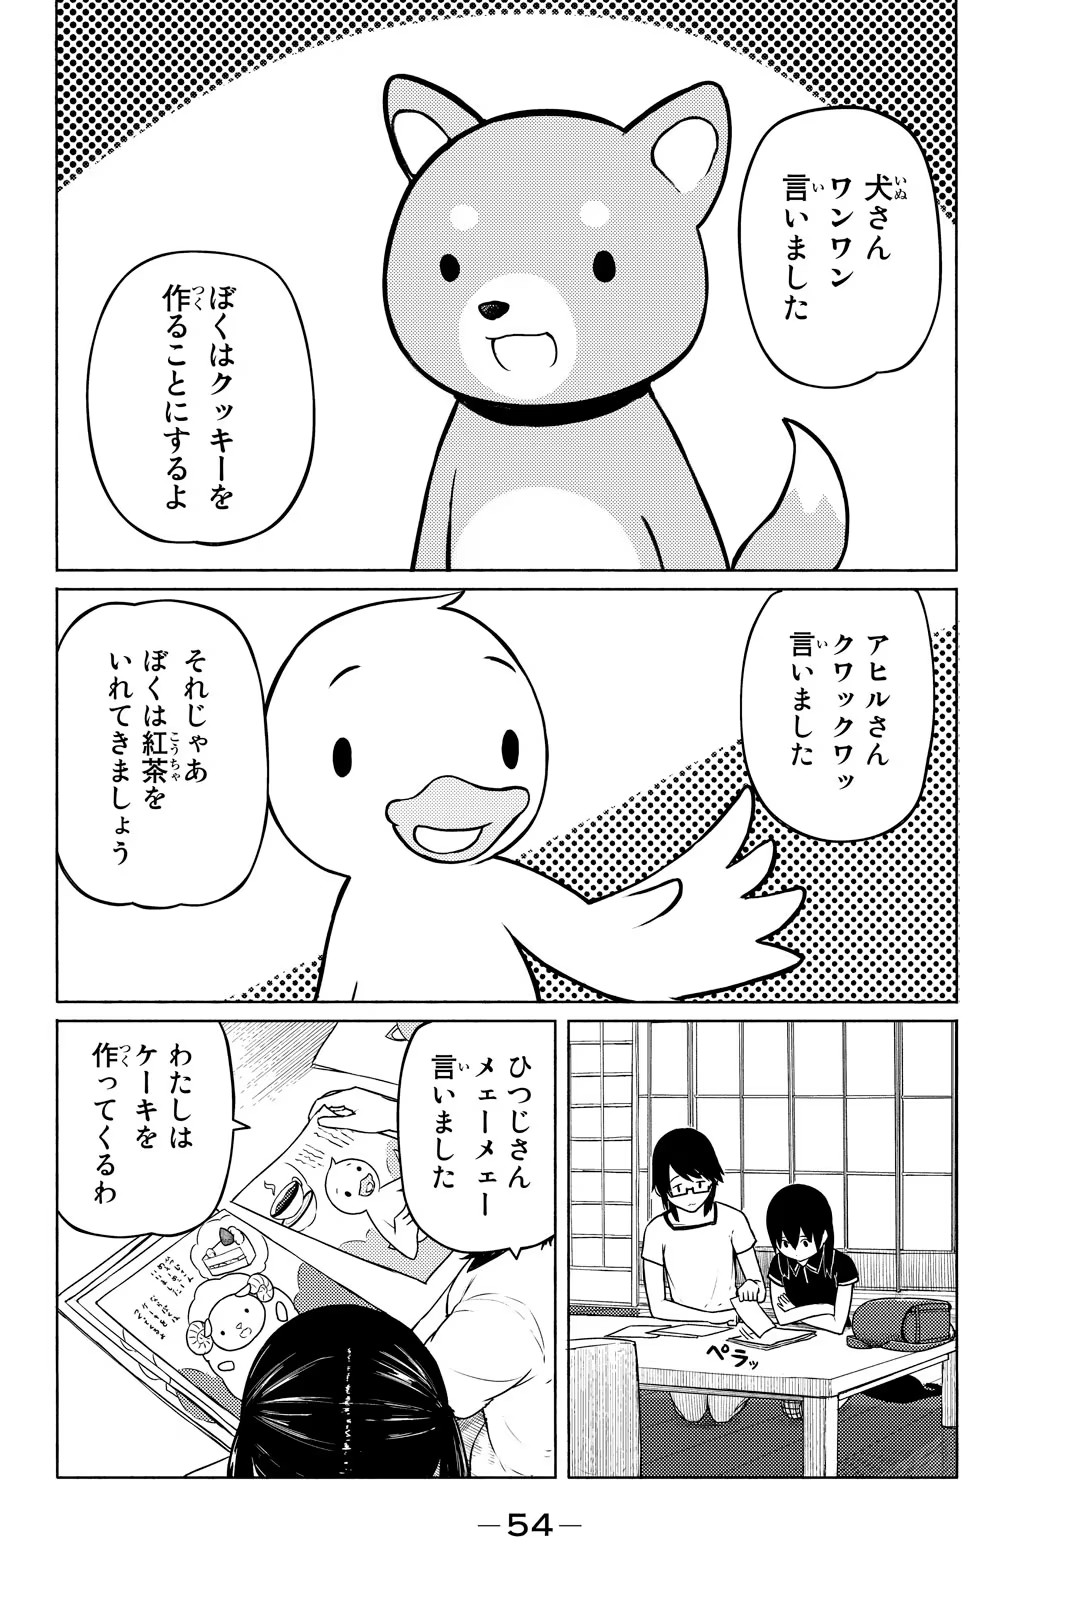 犬さん
ワンワン
言いました
ぼくはクッキーを
作ることにするよ
アヒルさん
クワックワッ
言いました
それじゃあ
ぼくは紅茶を
いれてきましょう
ペラッ
ひつじさん
メェーメェー
言いました
わたしは
ケーキを
作ってくるわ
54